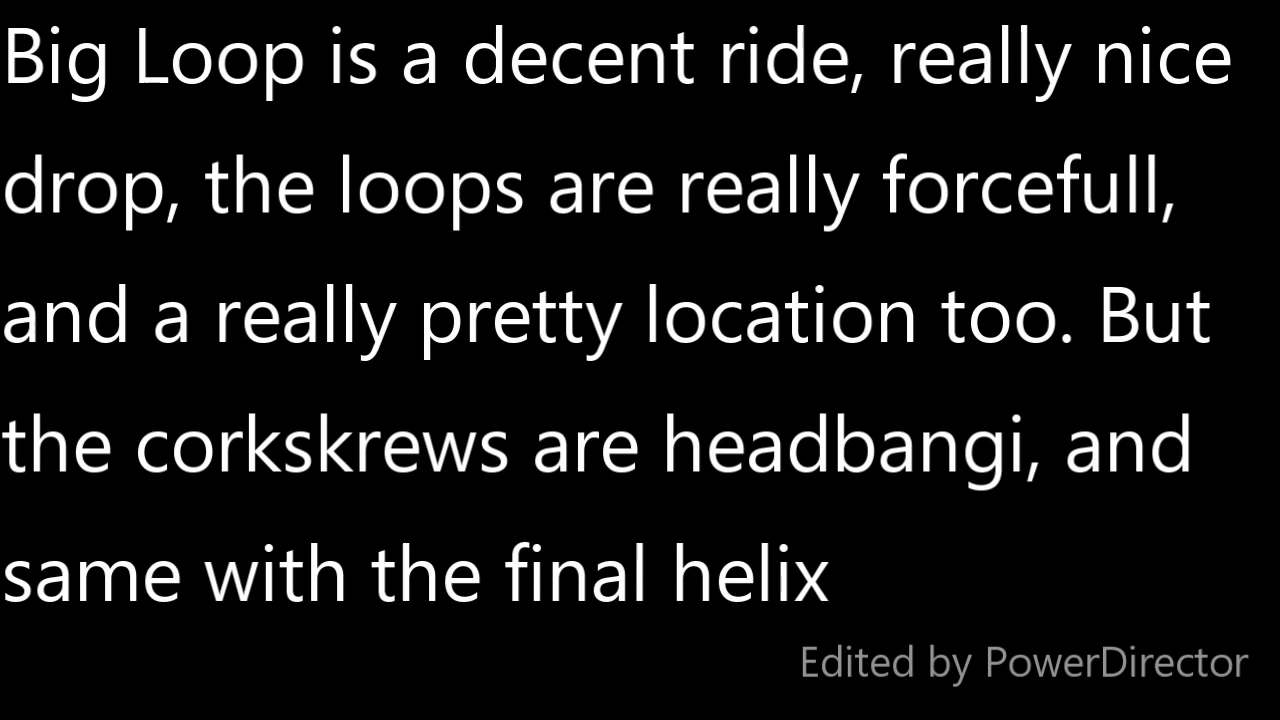 Big Loop is a decent ride, really nice
drop, the loops are really forcefull,
and a really pretty location too. But
the corkskrews are headbangi, and
same with the final helix
Edited by PowerDirector